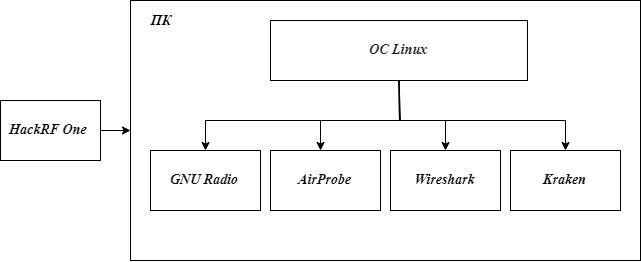 ПК
ОС Linux
HackRF One
GNU Radio
AirProbe
Wireshark
Kraken